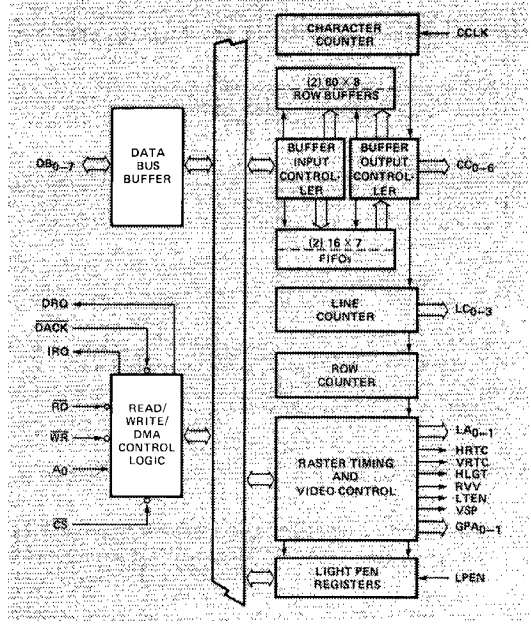 CHARACTER
COUNTER
CCLK
(2) 80 X 8
ROW BUFFERS
DATA
BUS
BUFFER
DB0–7
BUFFER
INPUT
CONTROL-
LER
BUFFER
OUTPUT
CONTROL-
LER
CC0–6
(2) 16 X 7
FIFOs
DRQ
DACK
IRQ
LINE
COUNTER
LC0–3
ROW
COUNTER
RD
WR
A0
CS
READ/
WRITE/
DMA
CONTROL
LOGIC
RASTER TIMING
AND
VIDEO CONTROL
LA0–1
HRTC
VRTC
HLGT
RVV
LTEN
VSP
GPA0–1
LIGHT PEN
REGISTERS
LPEN